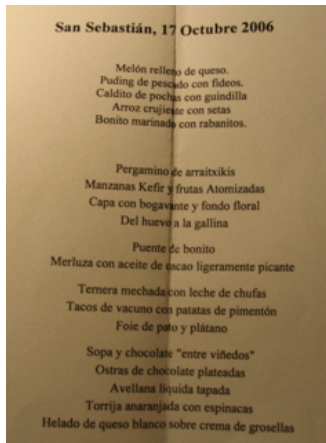 San Sebastián, 17 Octubre 2006
Melón relleno de queso.
Puding de pescado con fideos.
Caldito de pochas con guindilla
Arroz crujiente con setas
Bonito marinado con rabanitos.
Pergamino de arraitxikis
Manzanas Kefir y frutas Atomizadas
Capa con bogavante y fondo floral
Del huevo a la gallina
Puente de bonito
Merluza con aceite de cacao ligeramente picante
Ternera mechada con leche de chufas
Tacos de vacuno con patatas de pimentón
Foie de pato y plátano
Sopa y chocolate "entre viñedos"
Ostras de chocolate plateadas
Avellana líquida tapada
Torrija anaranjada con espinacas
Helado de queso blanco sobre crema de grosellas